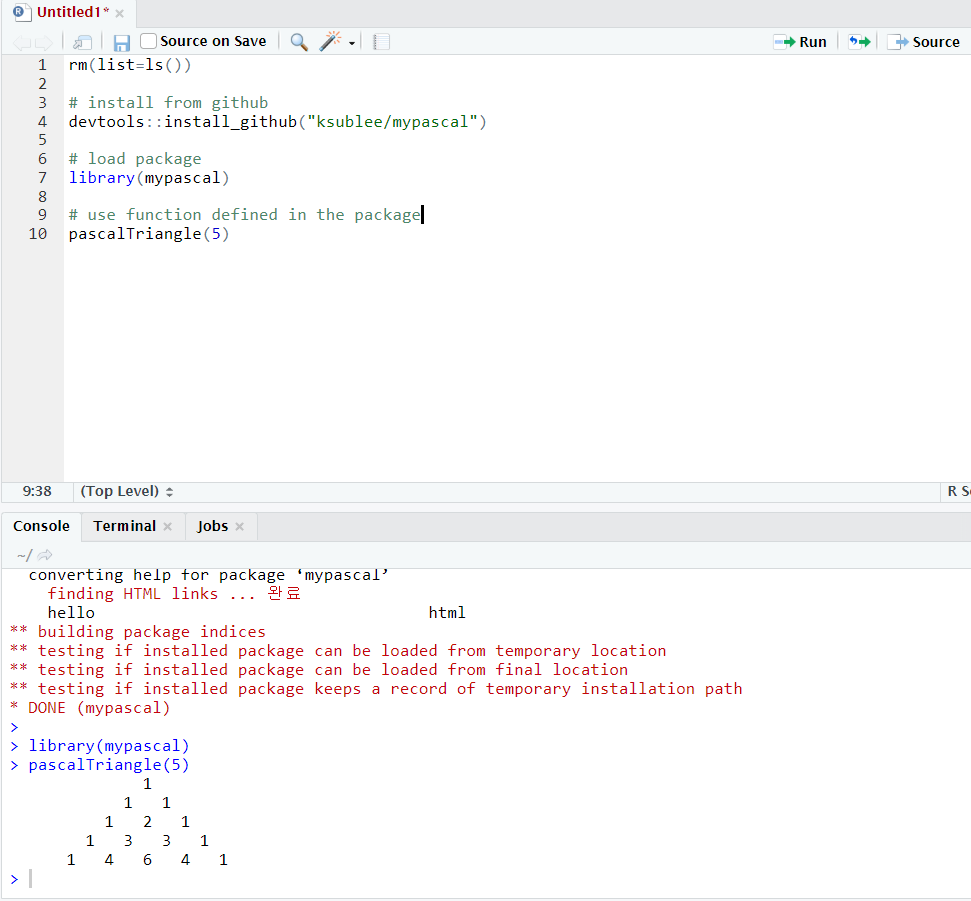 Untitled1*
Source on Save Run Source
1 rm(list=ls())
2
3 # install from github
4 devtools::install_github("ksublee/mypascal")
5
6 # load package
7 library(mypascal)
8
9 # use function defined in the package
10 pascalTriangle(5)
9:38 (Top Level) R S
Console Terminal Jobs
~/
converting help for package ‘mypascal’
finding HTML links ... 완료
hello html
** building package indices
** testing if installed package can be loaded from temporary location
** testing if installed package can be loaded from final location
** testing if installed package keeps a record of temporary installation path
* DONE (mypascal)
>
> library(mypascal)
> pascalTriangle(5)
1
1 1
1 2 1
1 3 3 1
1 4 6 4 1
>